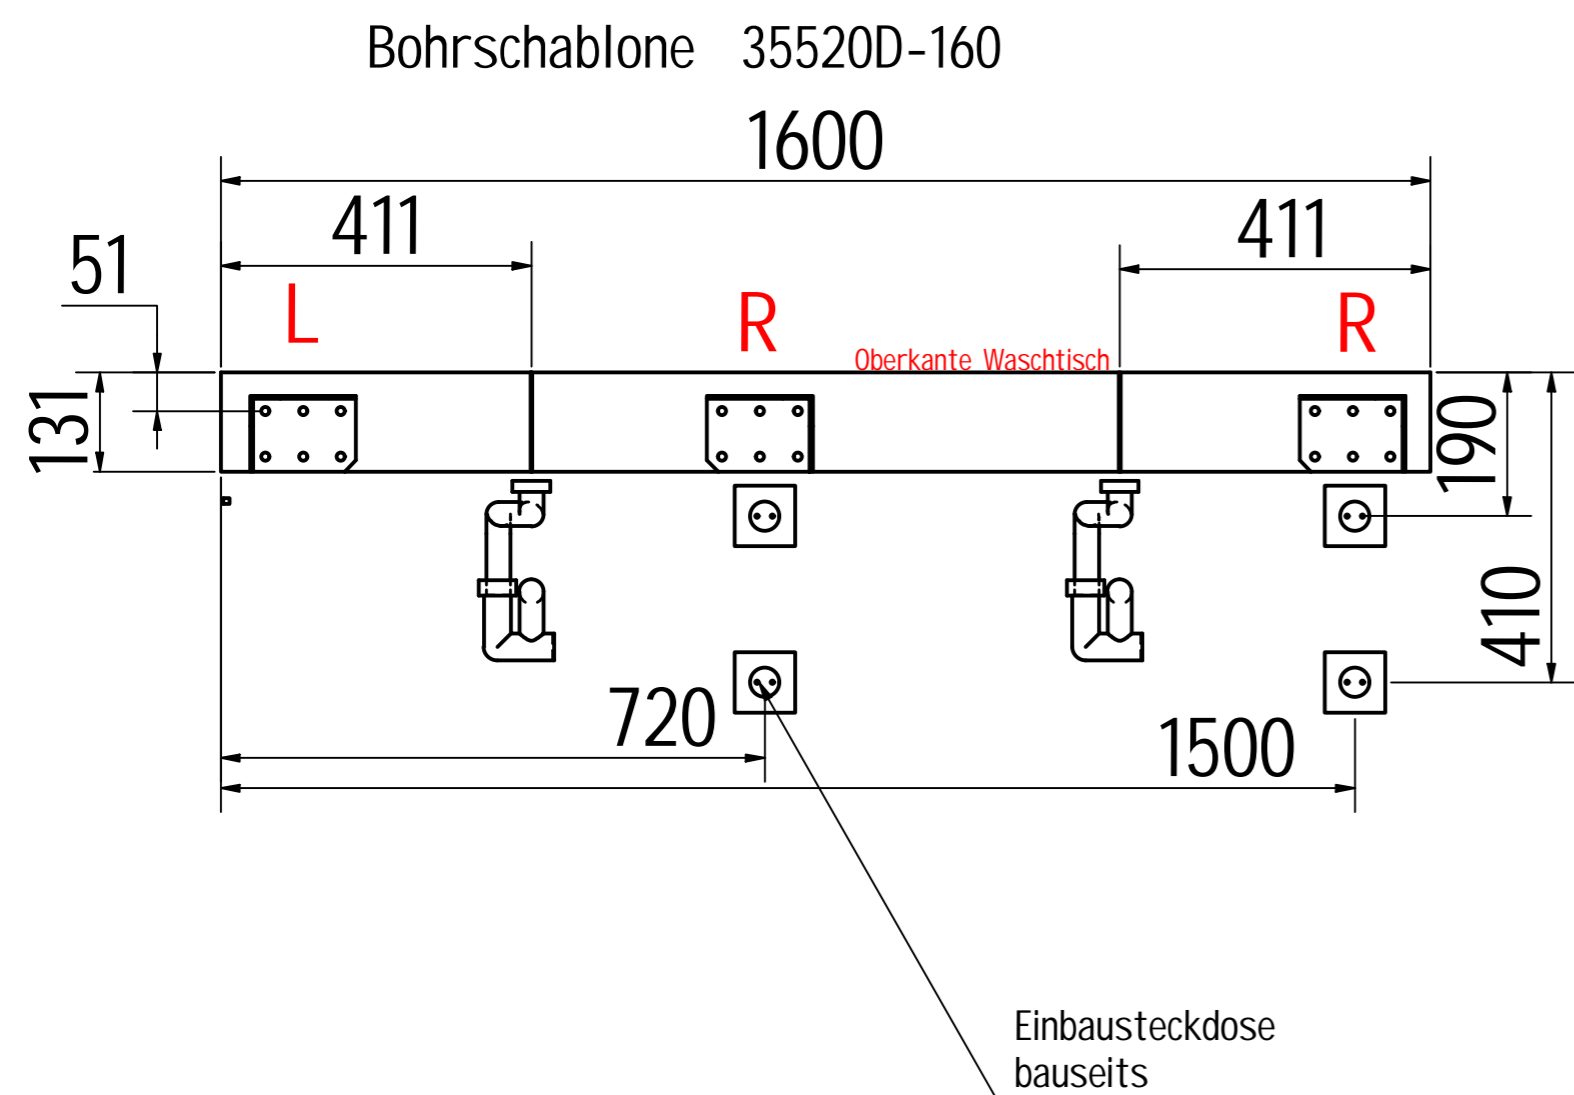 Bohrschablone 35520D-160
1600
411
411
51
L
R
R
Oberkante Waschtisch
131
190
410
720
1500
Einbausteckdose
bauseits